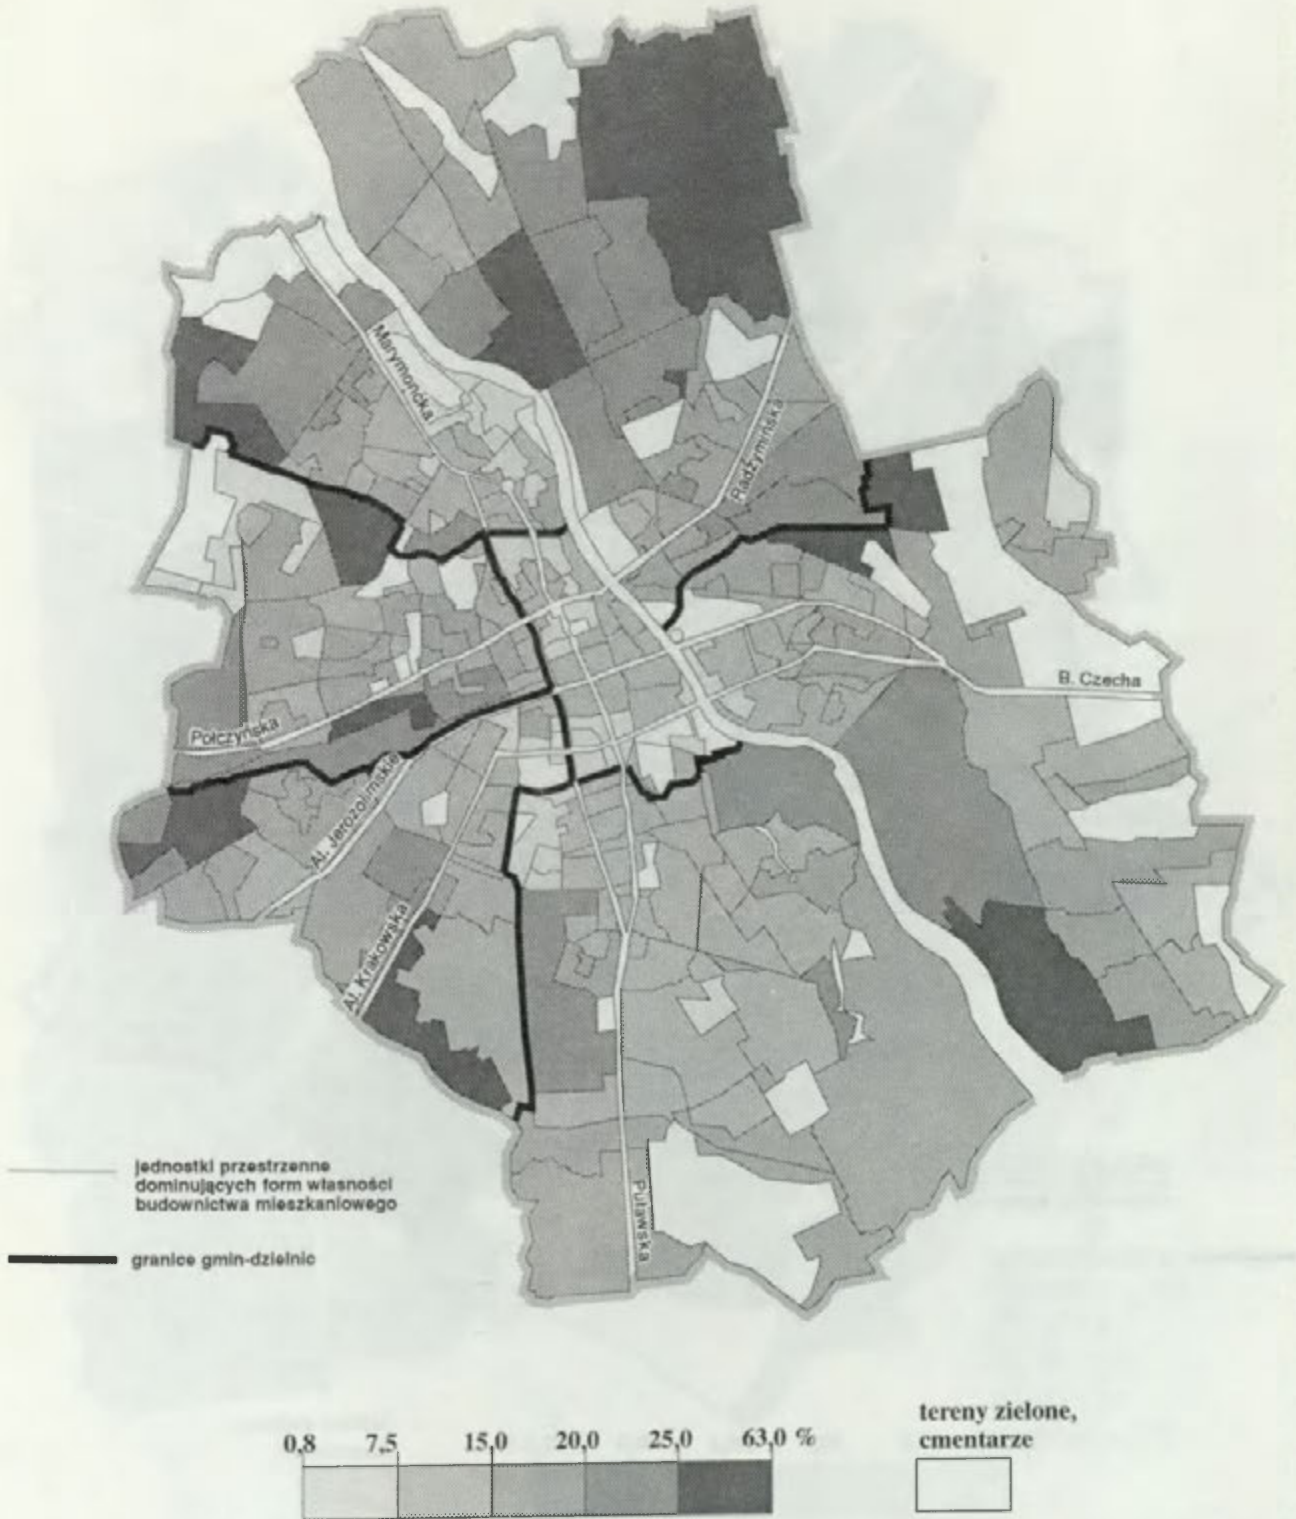 Marymoncka
Radzymińska
B. Czecha
Połczyńska
Al. Jerozolimskie
Al. Krakowska
Puławska
jednostki przestrzenne
dominujących form własności
budownictwa mieszkaniowego
granice gmin-dzielnic
0,8 7,5 15,0 20,0 25,0 63,0 %
tereny zielone,
cmentarze